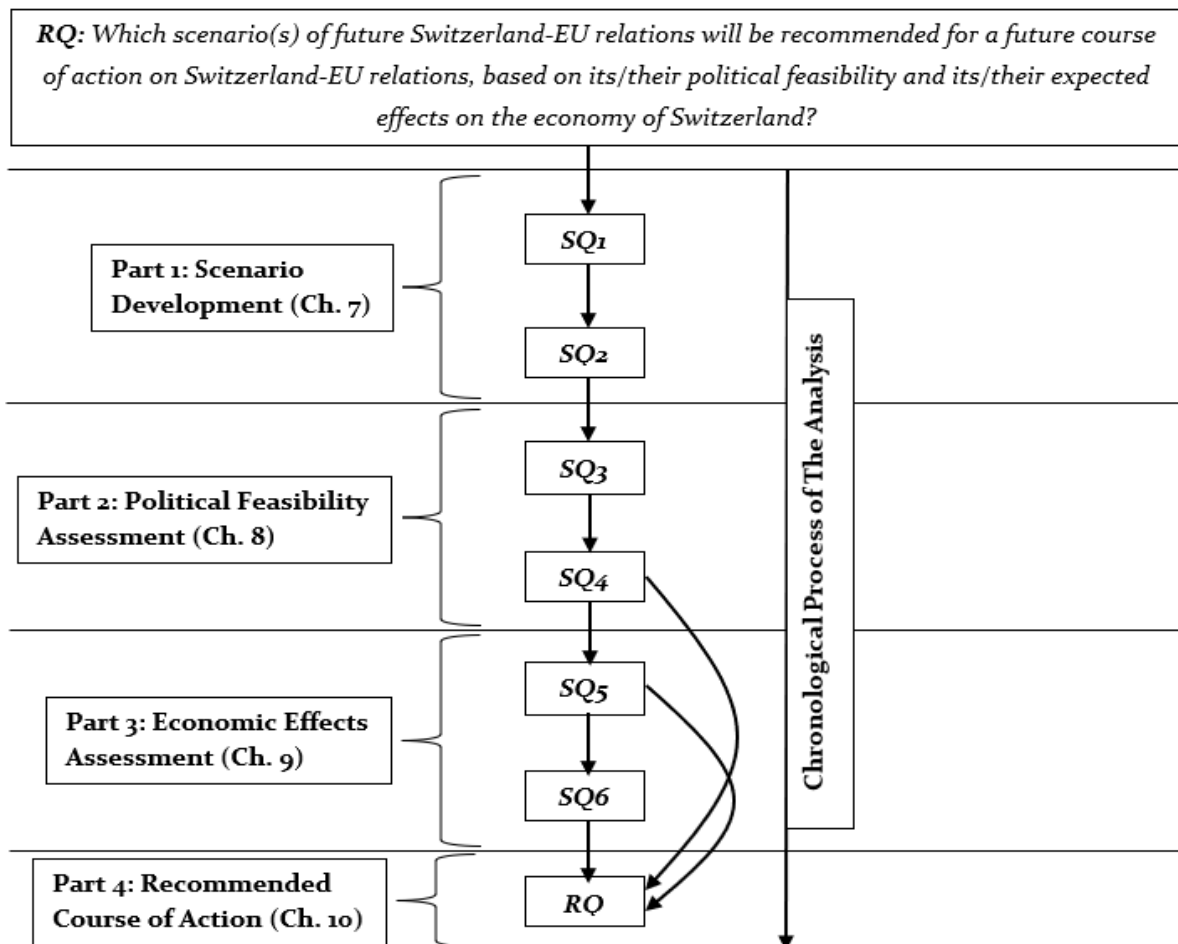 RQ: Which scenario(s) of future Switzerland-EU relations will be recommended for a future course
of action on Switzerland-EU relations, based on its/their political feasibility and its/their expected
effects on the economy of Switzerland?
SQ1
Part 1: Scenario
Development (Ch. 7)
SQ2
Chronological Process of The Analysis
SQ3
Part 2: Political Feasibility
Assessment (Ch. 8)
SQ4
SQ5
Part 3: Economic Effects
Assessment (Ch. 9)
SQ6
Part 4: Recommended
Course of Action (Ch. 10)
RQ